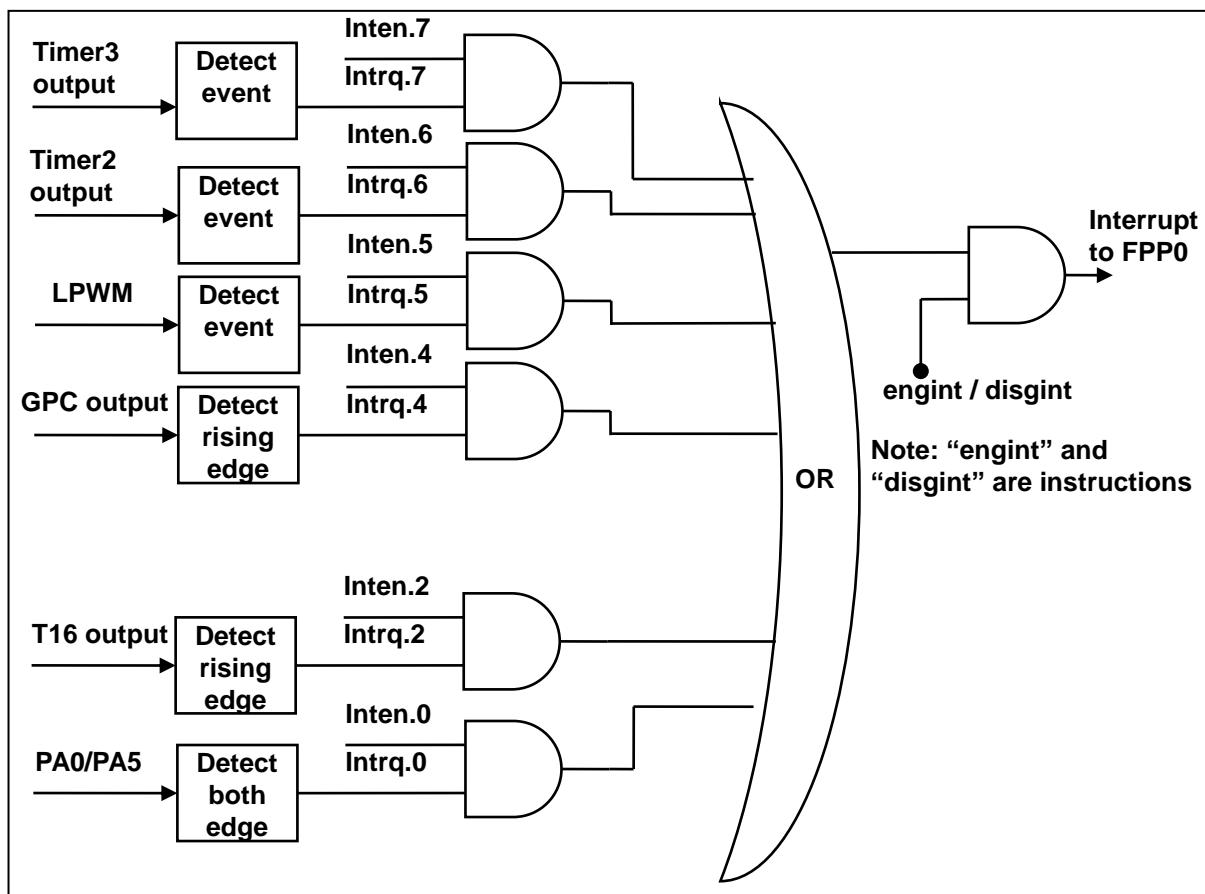 Timer3
output
Detect
event
Inten.7
Intrq.7
Timer2
output
Detect
event
Inten.6
Intrq.6
LPWM
Detect
event
Inten.5
Intrq.5
GPC output
Detect
rising
edge
Inten.4
Intrq.4
T16 output
Detect
rising
edge
Inten.2
Intrq.2
PA0/PA5
Detect
both
edge
Inten.0
Intrq.0
OR
Interrupt
to FPP0
engint / disgint
Note: “engint” and
“disgint” are instructions